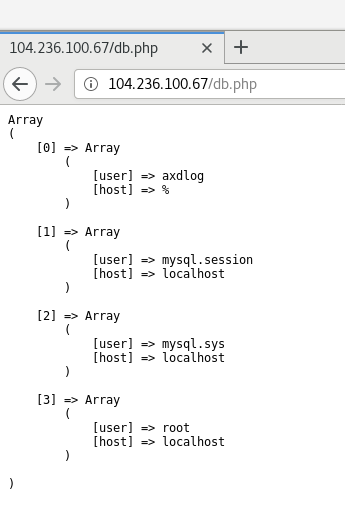 104.236.100.67/db.php
104.236.100.67/db.php
Array
(
    [0] => Array
        (
            [user] => axdlog
            [host] => %
        )

    [1] => Array
        (
            [user] => mysql.session
            [host] => localhost
        )

    [2] => Array
        (
            [user] => mysql.sys
            [host] => localhost
        )

    [3] => Array
        (
            [user] => root
            [host] => localhost
        )

)